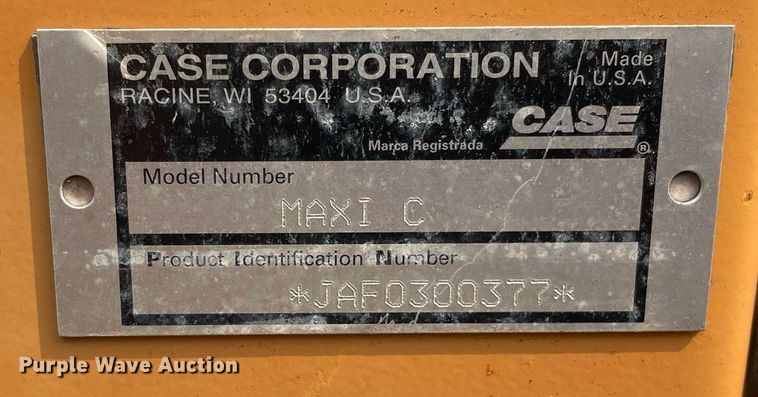 CASE CORPORATION
Made
In U.S.A.
RACINE, WI 53404 U.S.A.
Marca Registrada
CASE
®
Model Number
MAXI C
Product Identification Number
*JAF0300377*
Purple Wave Auction